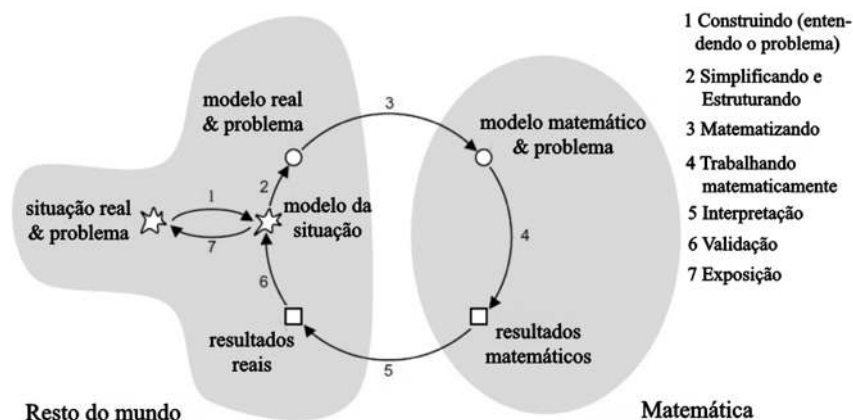 modelo real
& problema
3
modelo matemático
& problema
situação real
& problema
1
7
2
modelo da
situação
4
6
resultados
reais
5
resultados
matemáticos
Resto do mundo
Matemática
1 Construindo (enten-
dendo o problema)
2 Simplificando e
Estruturando
3 Matematizando
4 Trabalhando
matematicamente
5 Interpretação
6 Validação
7 Exposição